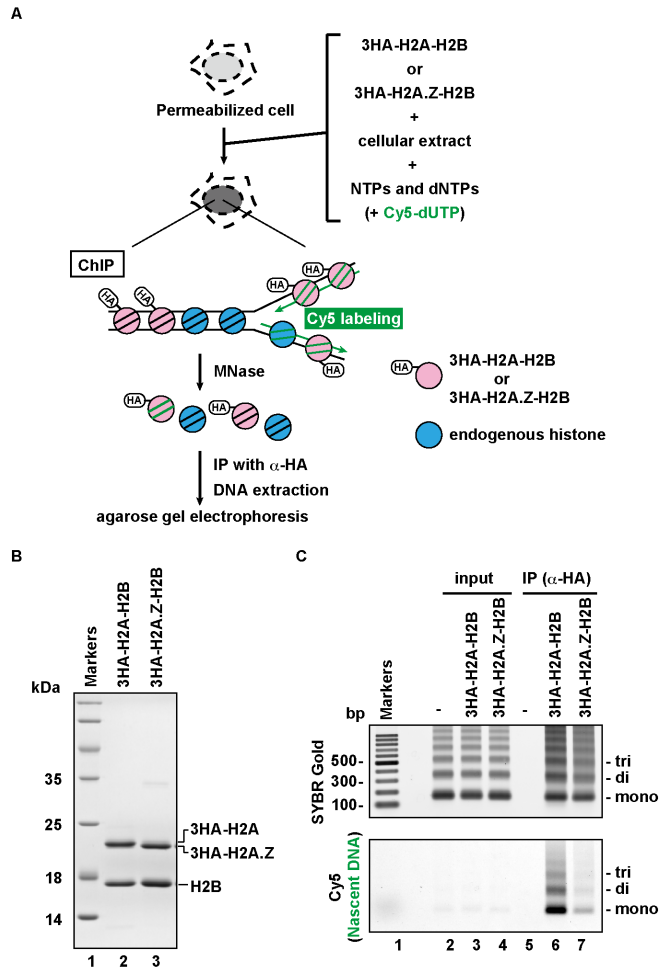 A
3HA-H2A-H2B
or
3HA-H2A.Z-H2B
+
cellular extract
+
NTPs and dNTPs
(+ Cy5-dUTP)
Permeabilized cell
ChIP
HA
HA
HA
HA
Cy5 labeling
HA
MNase
HA
HA
IP with α-HA
DNA extraction
agarose gel electrophoresis
HA
3HA-H2A-H2B
or
3HA-H2A.Z-H2B
endogenous histone
B
kDa
Markers
3HA-H2A-H2B
3HA-H2A.Z-H2B
35
25
18
14
3HA-H2A
3HA-H2A.Z
H2B
1 2 3
C
input
IP (α-HA)
bp
Markers
-
3HA-H2A-H2B
3HA-H2A.Z-H2B
-
3HA-H2A-H2B
3HA-H2A.Z-H2B
SYBR Gold
500-
300-
100-
- tri
- di
- mono
Cy5
(Nascent DNA)
- tri
- di
- mono
1 2 3 4 5 6 7